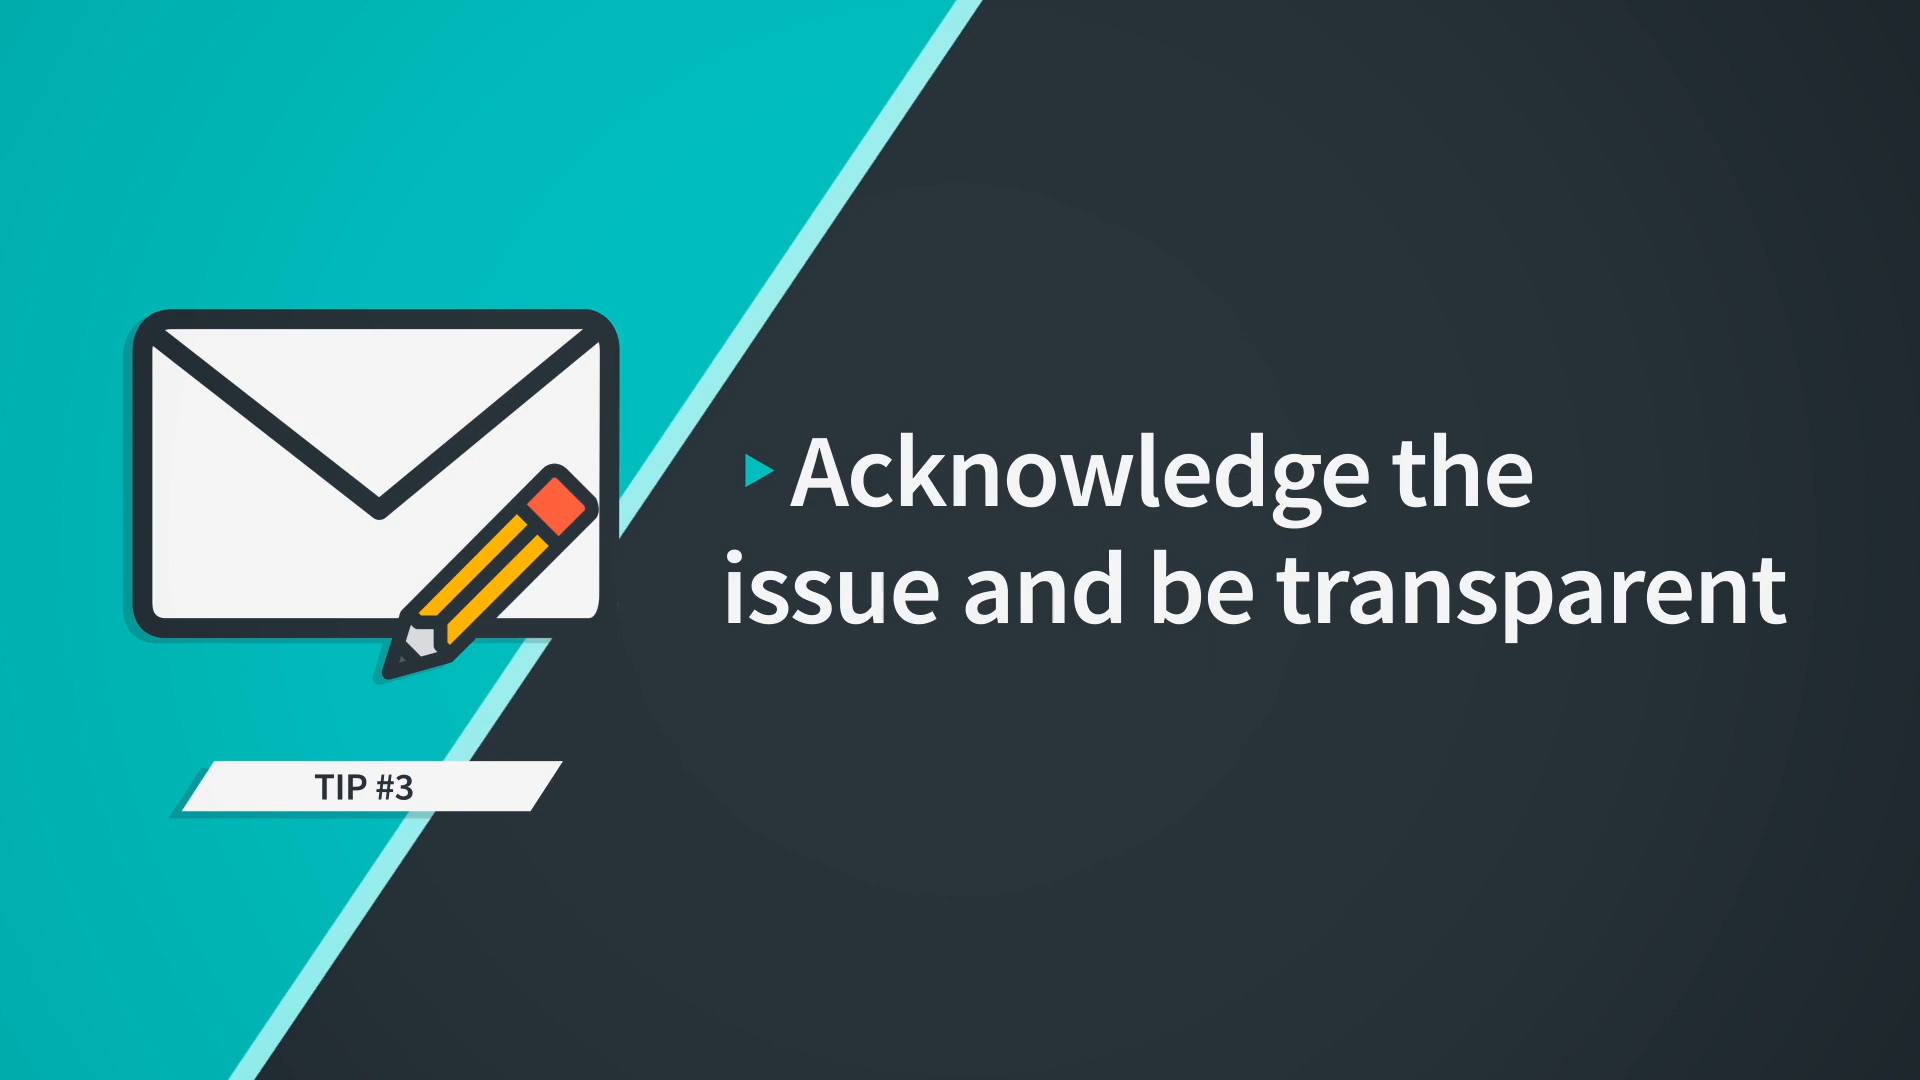 Acknowledge the
issue and be transparent
TIP #3